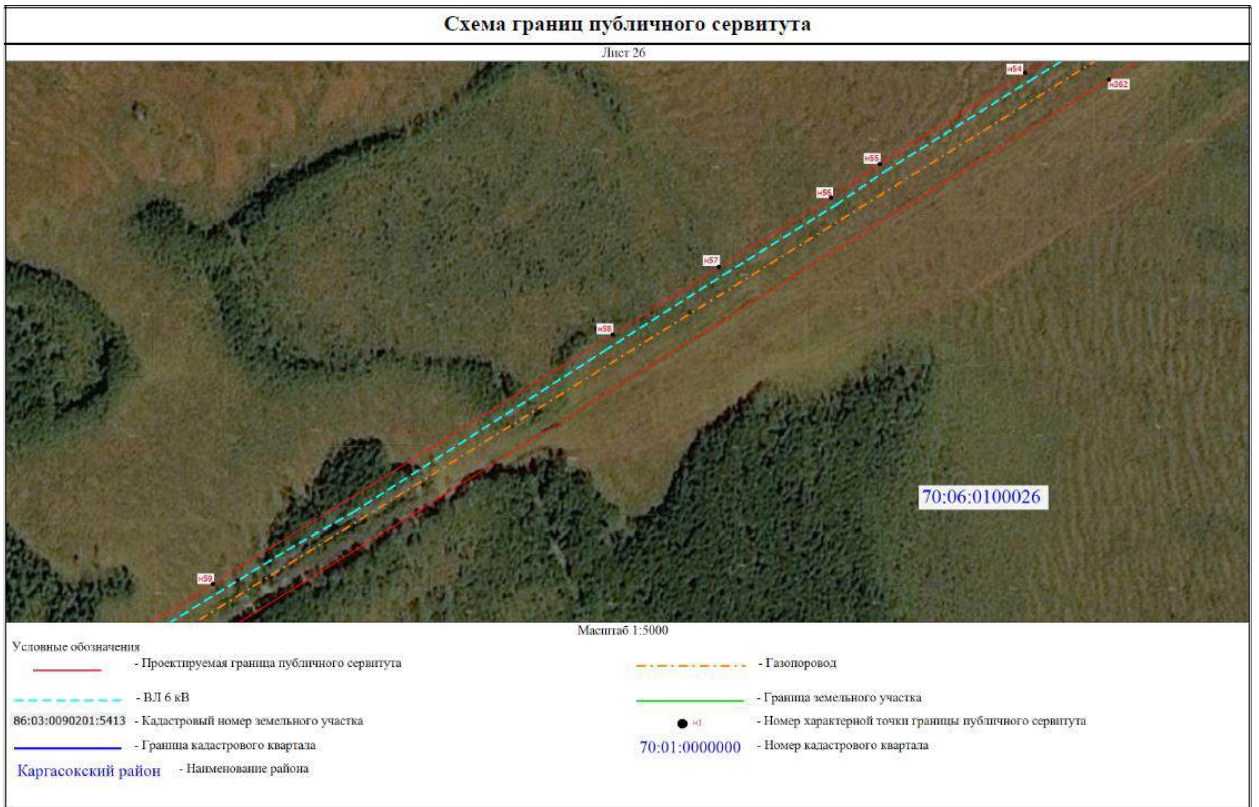 Схема границ публичного сервитута
Лист 26
н54
н362
н55
н56
н57
н58
70:06:0100026
н59
Масштаб 1:5000
Условные обозначения
- Проектируемая граница публичного сервитута
- Газопоровод
- ВЛ 6 кВ
- Граница земельного участка
86:03:0090201:5413 - Кадастровый номер земельного участка
н1 - Номер характерной точки границы публичного сервитута
- Граница кадастрового квартала
70:01:0000000 - Номер кадастрового квартала
Каргасокский район - Наименование района